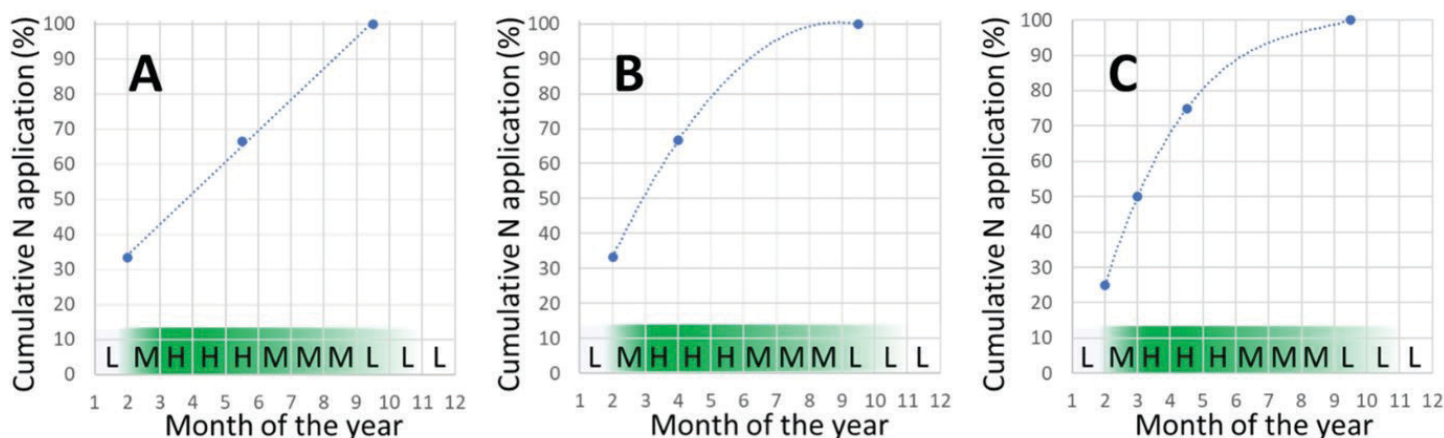 A
Cumulative N application (%)
100
90
80
70
60
50
40
30
20
10
0
L M H H H M M M L L L
1 2 3 4 5 6 7 8 9 10 11 12
Month of the year
B
Cumulative N application (%)
100
90
80
70
60
50
40
30
20
10
0
L M H H H M M M L L L
1 2 3 4 5 6 7 8 9 10 11 12
Month of the year
C
Cumulative N application (%)
100
90
80
70
60
50
40
30
20
10
0
L M H H H M M M L L L
1 2 3 4 5 6 7 8 9 10 11 12
Month of the year